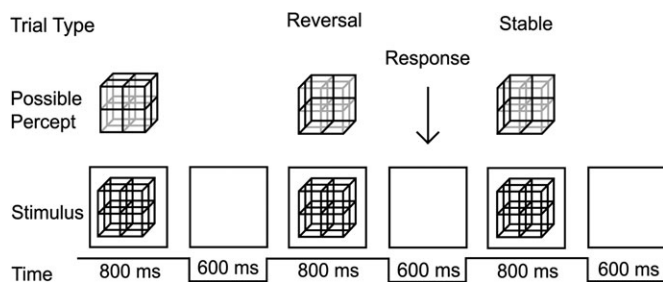 Trial Type
Reversal
Stable
Response
Possible
Percept
Stimulus
Time
800 ms
600 ms
800 ms
600 ms
800 ms
600 ms